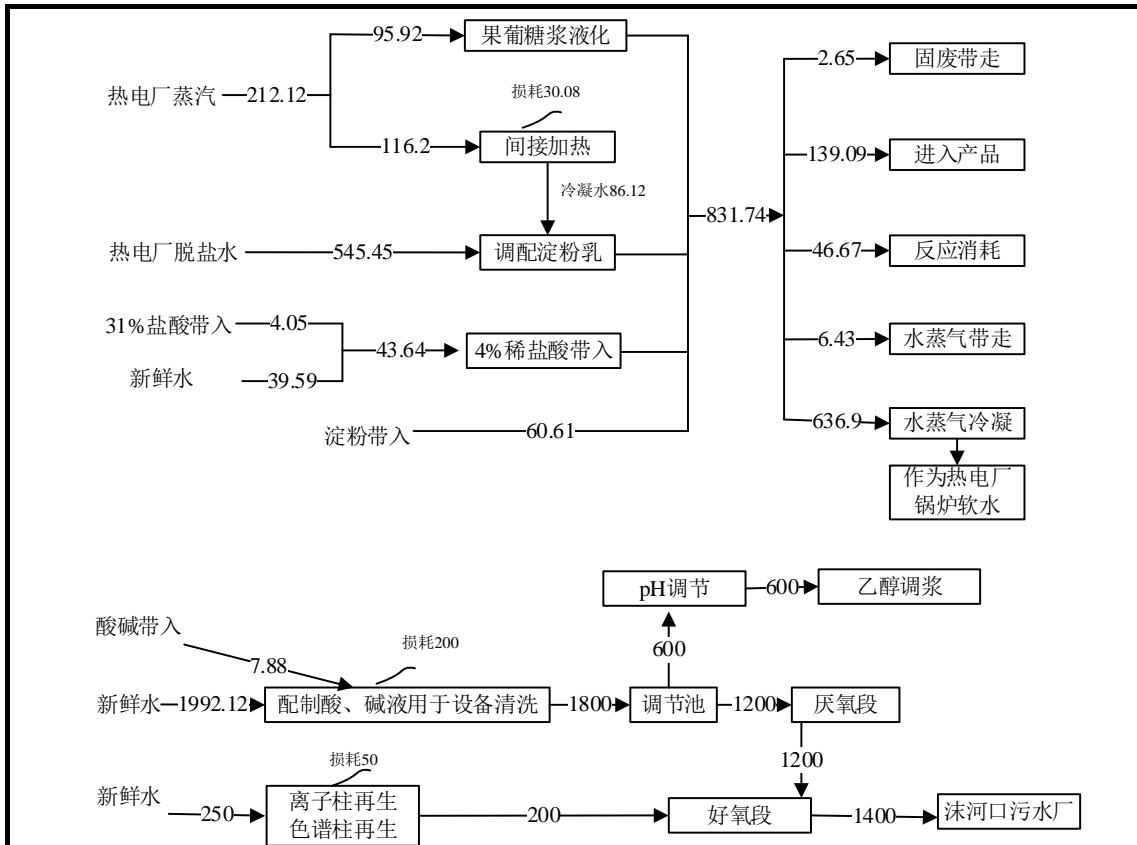 95.92
果葡糖浆液化
2.65
固废带走
热电厂蒸汽
212.12
损耗30.08
116.2
间接加热
139.09
进入产品
冷凝水86.12
831.74
热电厂脱盐水
545.45
调配淀粉乳
46.67
反应消耗
31%盐酸带入
4.05
43.64
4%稀盐酸带入
6.43
水蒸气带走
新鲜水
39.59
淀粉带入
60.61
636.9
水蒸气冷凝
作为热电厂
锅炉软水
pH调节
600
乙醇调浆
酸碱带入
7.88
损耗200
600
新鲜水
1992.12
配制酸、碱液用于设备清洗
1800
调节池
1200
厌氧段
1200
损耗50
新鲜水
250
离子柱再生
色谱柱再生
200
好氧段
1400
沫河口污水厂